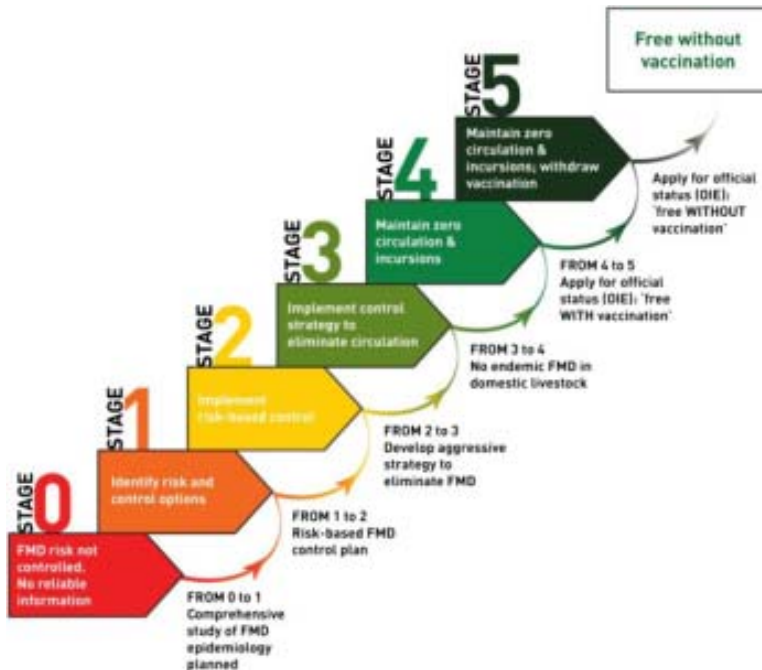 Free without
vaccination
STAGE 5
Maintain zero
circulation &
incursions; withdraw
vaccination
Apply for official
status (OIE):
'free WITHOUT
vaccination'
STAGE 4
Maintain zero
circulation &
incursions
FROM 4 to 5
Apply for official
status (OIE): 'free
WITH vaccination'
STAGE 3
Implement control
strategy to
eliminate circulation
FROM 3 to 4
No endemic FMD in
domestic livestock
STAGE 2
Implement
risk-based control
FROM 2 to 3
Develop aggressive
strategy to
eliminate FMD
STAGE 1
Identify risk and
control options
FROM 1 to 2
Risk-based FMD
control plan
STAGE 0
FMD risk not
controlled.
No reliable
information
FROM 0 to 1
Comprehensive
study of FMD
epidemiology
planned